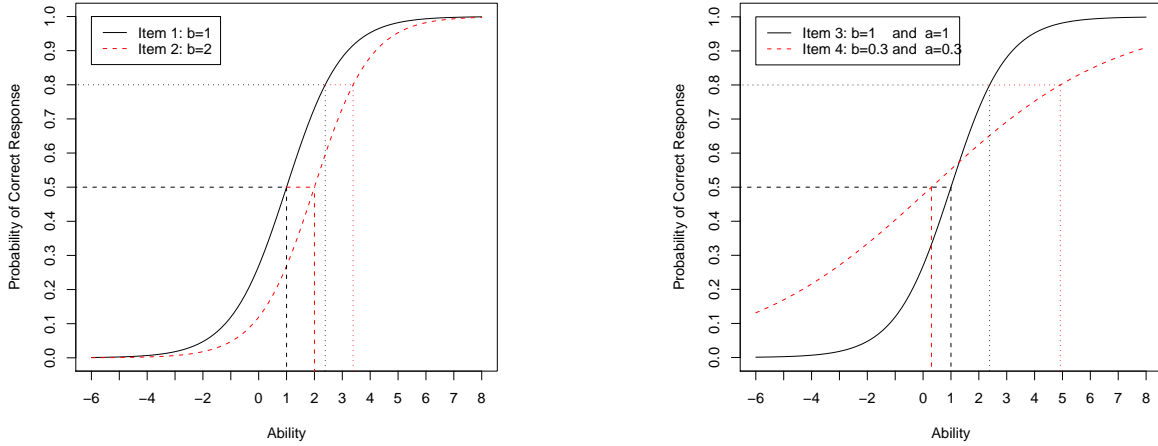 Item 1: b=1
Item 2: b=2
Probability of Correct Response
1.0
0.9
0.8
0.7
0.6
0.5
0.4
0.3
0.2
0.1
0.0
−6 −4 −2 0 1 2 3 4 5 6 7 8
Ability
Item 3: b=1 and a=1
Item 4: b=0.3 and a=0.3
Probability of Correct Response
1.0
0.9
0.8
0.7
0.6
0.5
0.4
0.3
0.2
0.1
0.0
−6 −4 −2 0 1 2 3 4 5 6 7 8
Ability